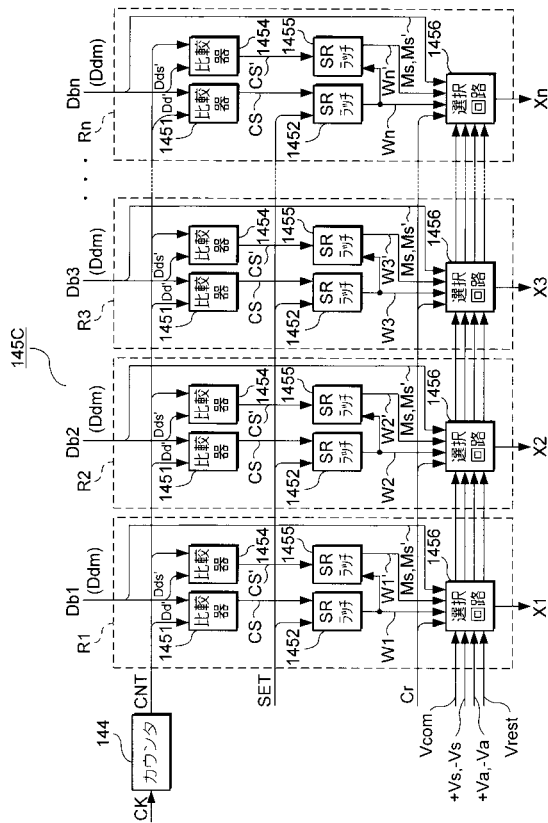 145C
Db1
(Ddm)
Db2
(Ddm)
Db3
(Ddm)
Dbn
(Ddm)
R1
R2
R3
・・・
Rn
144
CK
カウンタ
CNT
Dd'
Dds'
Dd'
Dds'
Dd'
Dds'
Dd'
Dds'
1451
比較器
比較器
1454
1451
比較器
比較器
1454
1451
比較器
比較器
1454
1451
比較器
比較器
1454
CS
CS'
CS
CS'
CS
CS'
CS
CS'
SET
1452
SRラッチ
SRラッチ
1455
1452
SRラッチ
SRラッチ
1455
1452
SRラッチ
SRラッチ
1455
1452
SRラッチ
SRラッチ
1455
W1
W1'
Ms,Ms'
W2
W2'
Ms,Ms'
W3
W3'
Ms,Ms'
Wn
Wn'
Ms,Ms'
Cr
1456
選択回路
1456
選択回路
1456
選択回路
1456
選択回路
Vcom
+Vs,-Vs
+Va,-Va
Vrest
X1
X2
X3
Xn